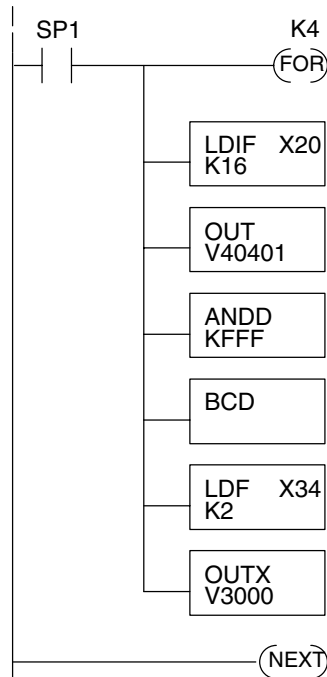 SP1
K4
FOR
LDIF X20
K16
OUT
V40401
ANDD
KFFF
BCD
LDF X34
K2
OUTX
V3000
NEXT